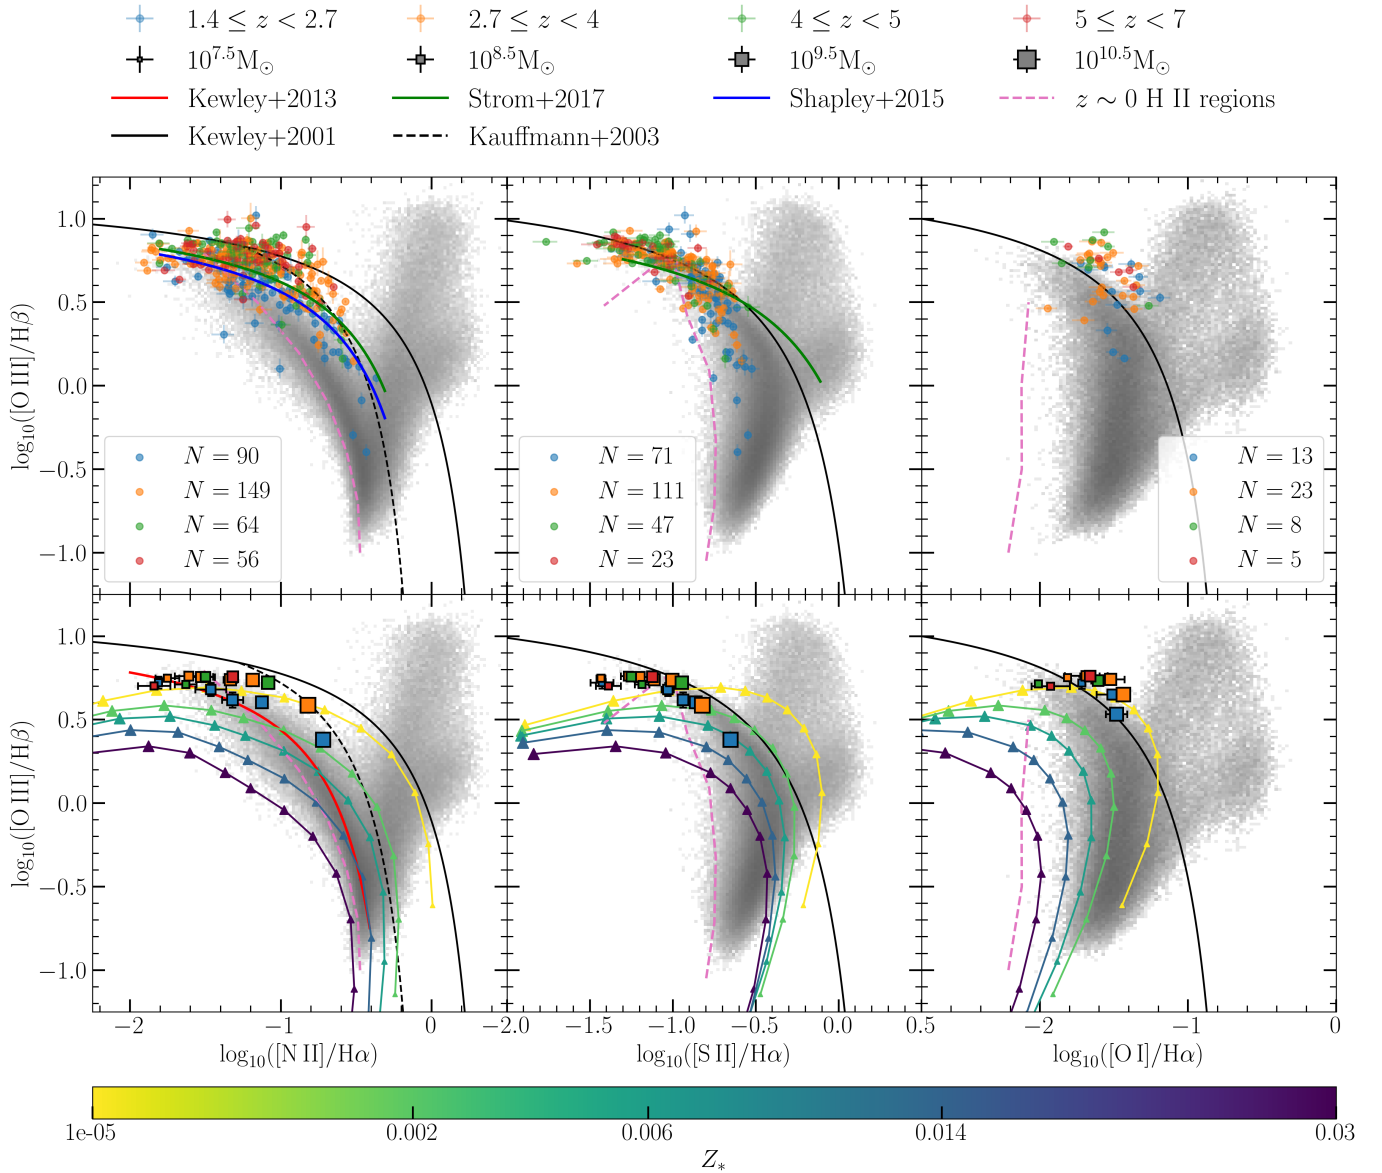 1.4 ≤ z < 2.7 2.7 ≤ z < 4 4 ≤ z < 5 5 ≤ z < 7
10^7.5 M⊙ 10^8.5 M⊙ 10^9.5 M⊙ 10^10.5 M⊙
Kewley+2013 Strom+2017 Shapley+2015 z ∼ 0 H II regions
Kewley+2001 Kauffmann+2003
log₁₀([O III]/Hβ)
1.0
0.5
0.0
−0.5
−1.0
N = 90
N = 149
N = 64
N = 56
N = 71
N = 111
N = 47
N = 23
N = 13
N = 23
N = 8
N = 5
log₁₀([O III]/Hβ)
1.0
0.5
0.0
−0.5
−1.0
−2 −1 0 −2.0 −1.5 −1.0 −0.5 0.0 0.5 −2 −1 0
log₁₀([N II]/Hα) log₁₀([S II]/Hα) log₁₀([O I]/Hα)
1e-05 0.002 0.006 0.014 0.03
Z*